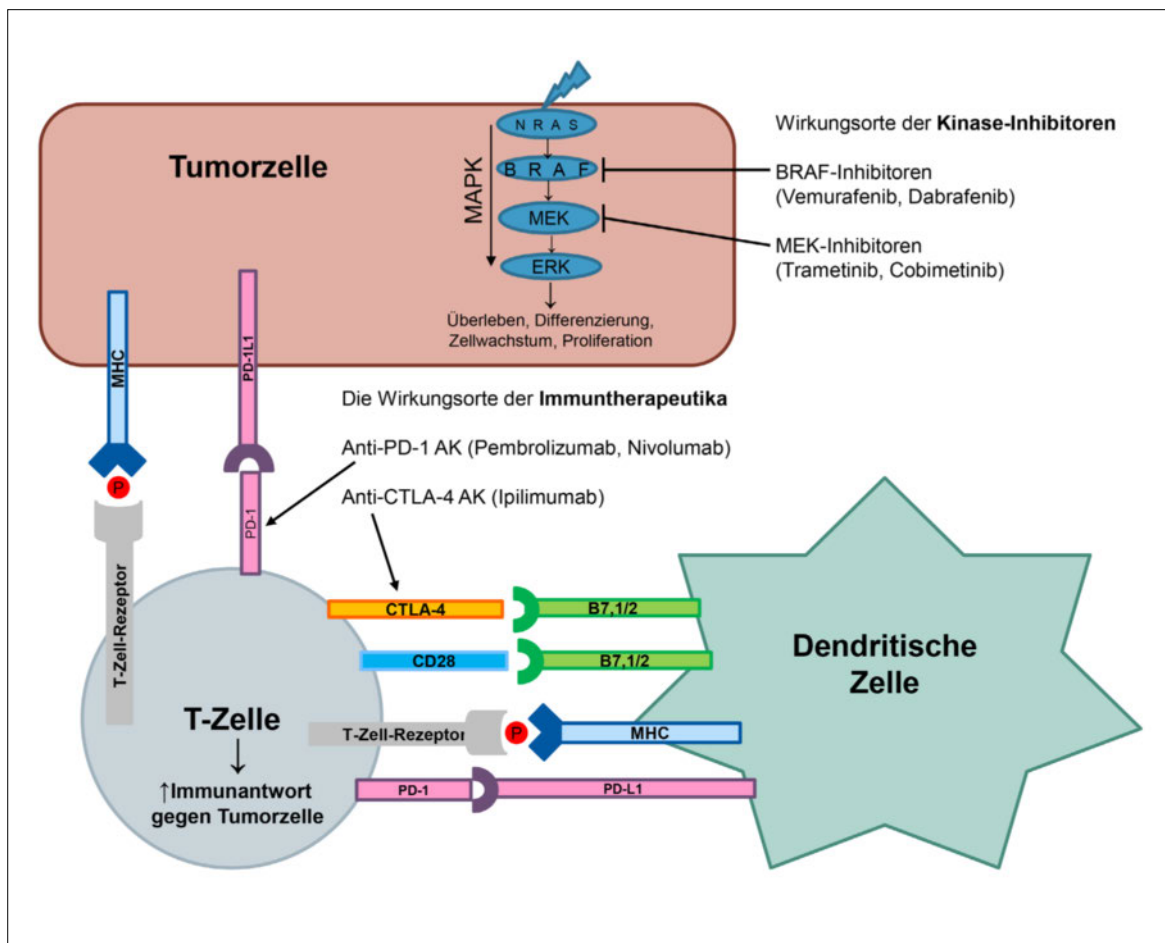 Tumorzelle
N R A S
B R A F
MEK
ERK
MAPK
Überleben, Differenzierung,
Zellwachstum, Proliferation
Wirkungsorte der Kinase-Inhibitoren
BRAF-Inhibitoren
(Vemurafenib, Dabrafenib)
MEK-Inhibitoren
(Trametinib, Cobimetinib)
MHC
PD-1L1
P
T-Zell-Rezeptor
PD-1
Die Wirkungsorte der Immuntherapeutika
Anti-PD-1 AK (Pembrolizumab, Nivolumab)
Anti-CTLA-4 AK (Ipilimumab)
CTLA-4
B7,1/2
CD28
B7,1/2
T-Zell-Rezeptor
P
MHC
PD-1
PD-L1
T-Zelle
↓
↑Immunantwort
gegen Tumorzelle
Dendritische
Zelle